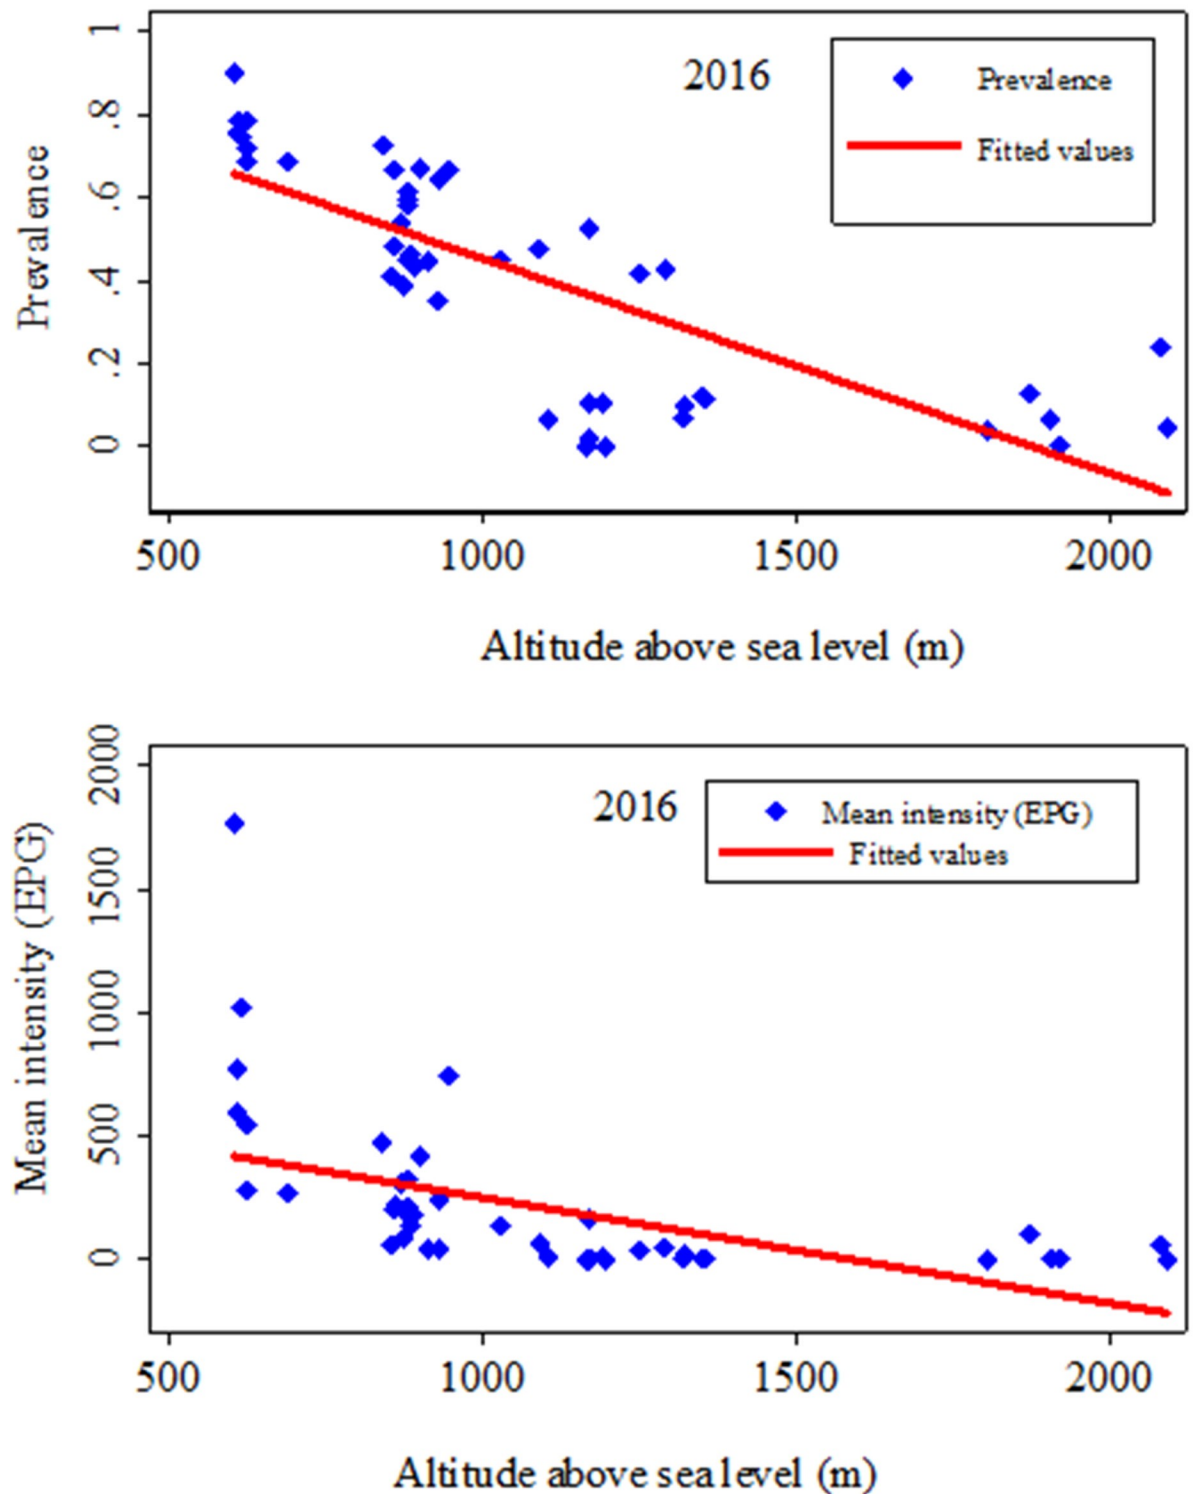 1
.8
.6
.4
.2
0
Prevalence
2016
Prevalence
Fitted values
500 1000 1500 2000
Altitude above sea level (m)
2000
1500
1000
500
0
Mean intensity (EPG)
2016
Mean intensity (EPG)
Fitted values
500 1000 1500 2000
Altitude above sea level (m)